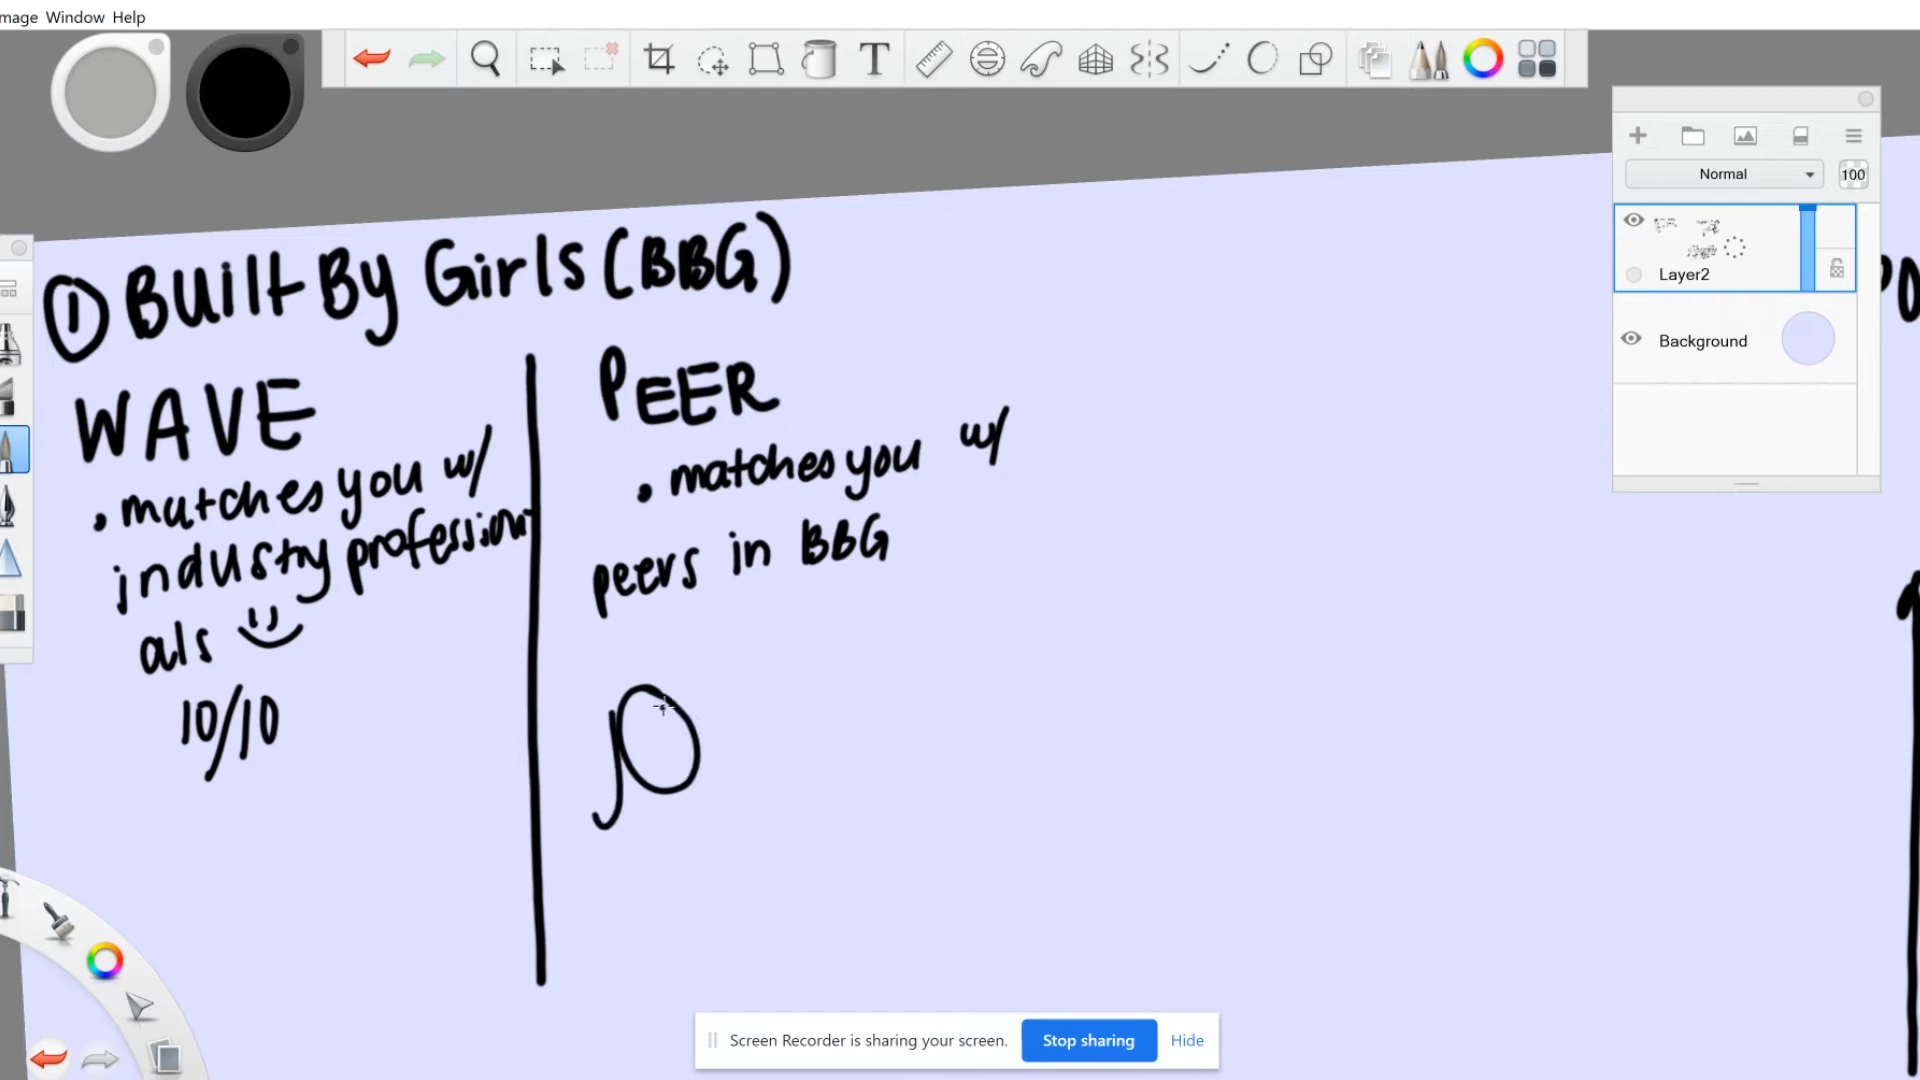 mage Window Help
Normal
100
Layer2
Background
① Built By Girls (BBG)
WAVE
• matches you w/
industry profession
als
10/10
PEER
• matches you w/
peers in BBG
Screen Recorder is sharing your screen.
Stop sharing
Hide